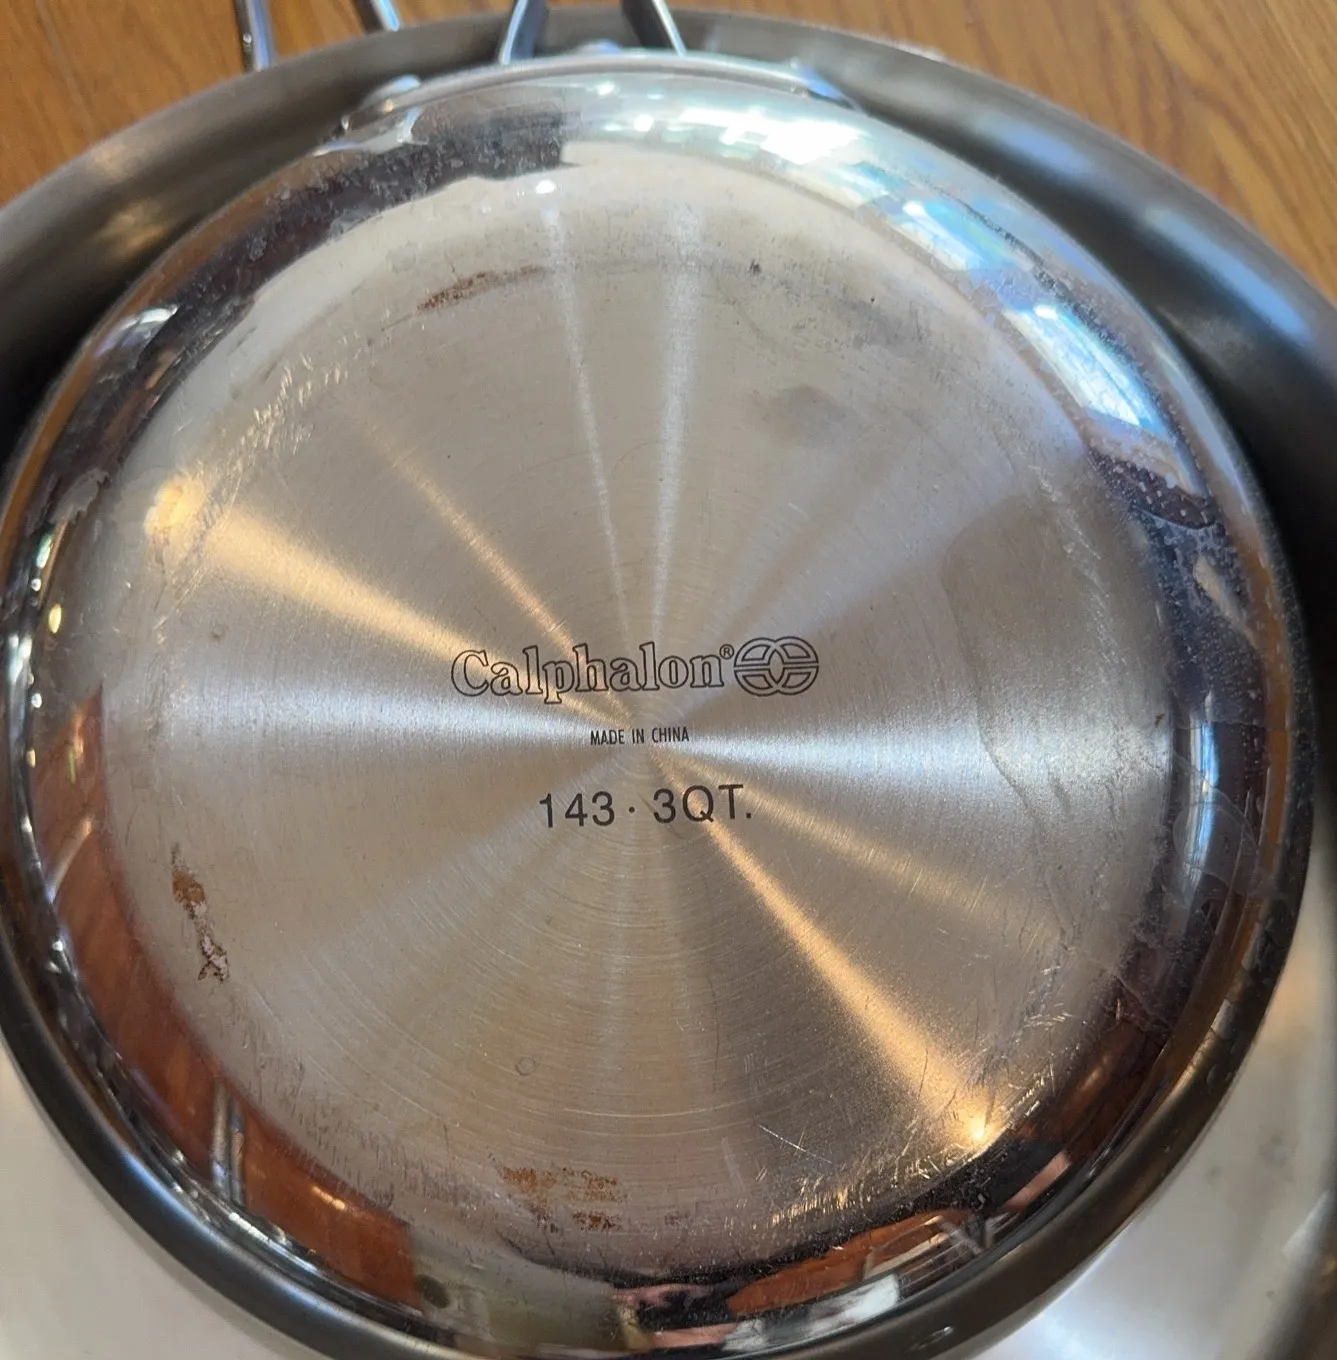 Calphalon®
MADE IN CHINA
143 · 3QT.